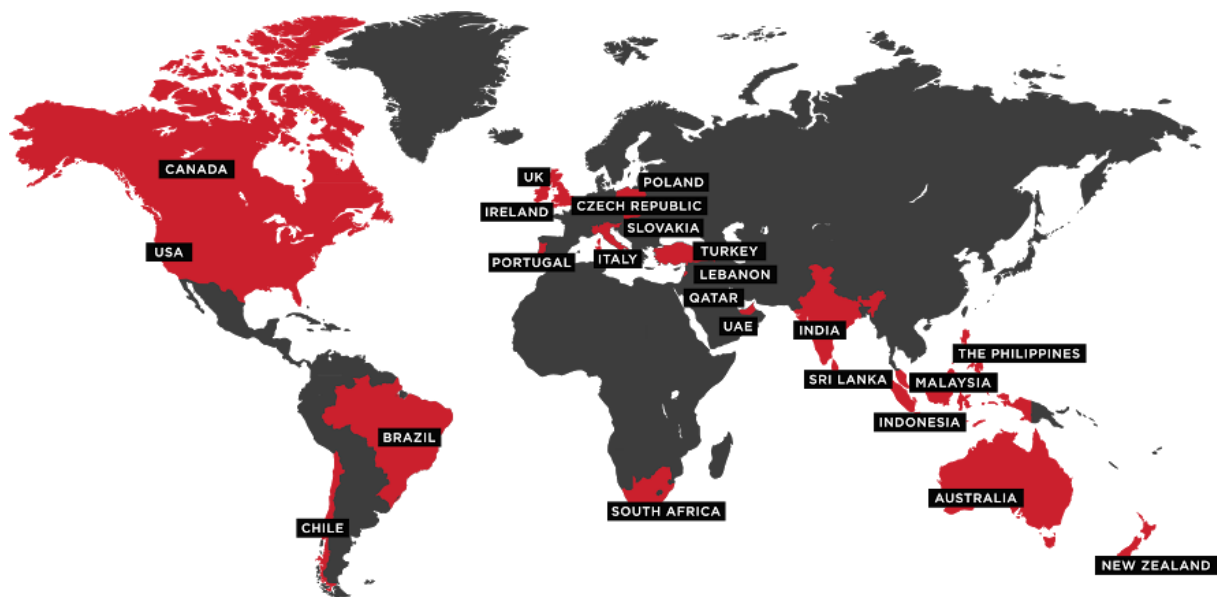 CANADA
UK
POLAND
CZECH REPUBLIC
IRELAND
SLOVAKIA
USA
TURKEY
PORTUGAL
ITALY
LEBANON
QATAR
UAE
INDIA
THE PHILIPPINES
SRI LANKA
MALAYSIA
INDONESIA
BRAZIL
AUSTRALIA
SOUTH AFRICA
CHILE
NEW ZEALAND